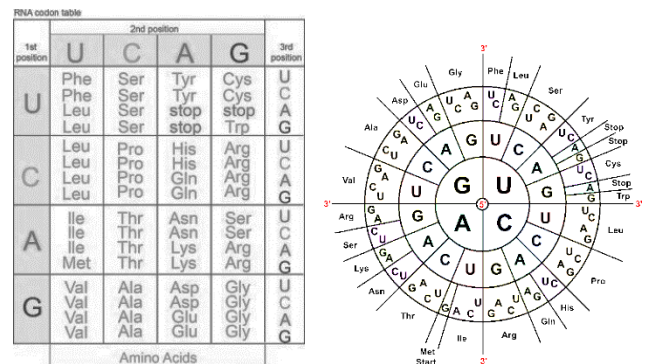 RNA codon table
2nd position
1st position U C A G 3rd position
U
Phe Ser Tyr Cys U
Phe Ser Tyr Cys C
Leu Ser stop stop A
Leu Ser stop Trp G
C
Leu Pro His Arg U
Leu Pro His Arg C
Leu Pro Gln Arg A
Leu Pro Gln Arg G
A
Ile Thr Asn Ser U
Ile Thr Asn Ser C
Ile Thr Lys Arg A
Met Thr Lys Arg G
G
Val Ala Asp Gly U
Val Ala Asp Gly C
Val Ala Glu Gly A
Val Ala Glu Gly G
Amino Acids
3'
Phe
Leu
Ser
Tyr
Stop
Stop
Cys
Stop
Trp
3'
Leu
Pro
His
Gln
Arg
3'
Ile
Met
Start
Thr
Asn
Lys
Ser
Arg
3'
Val
Ala
Asp
Glu
Gly
G U
5'
A C
U C A G
U C A G
U C A G
U C A G